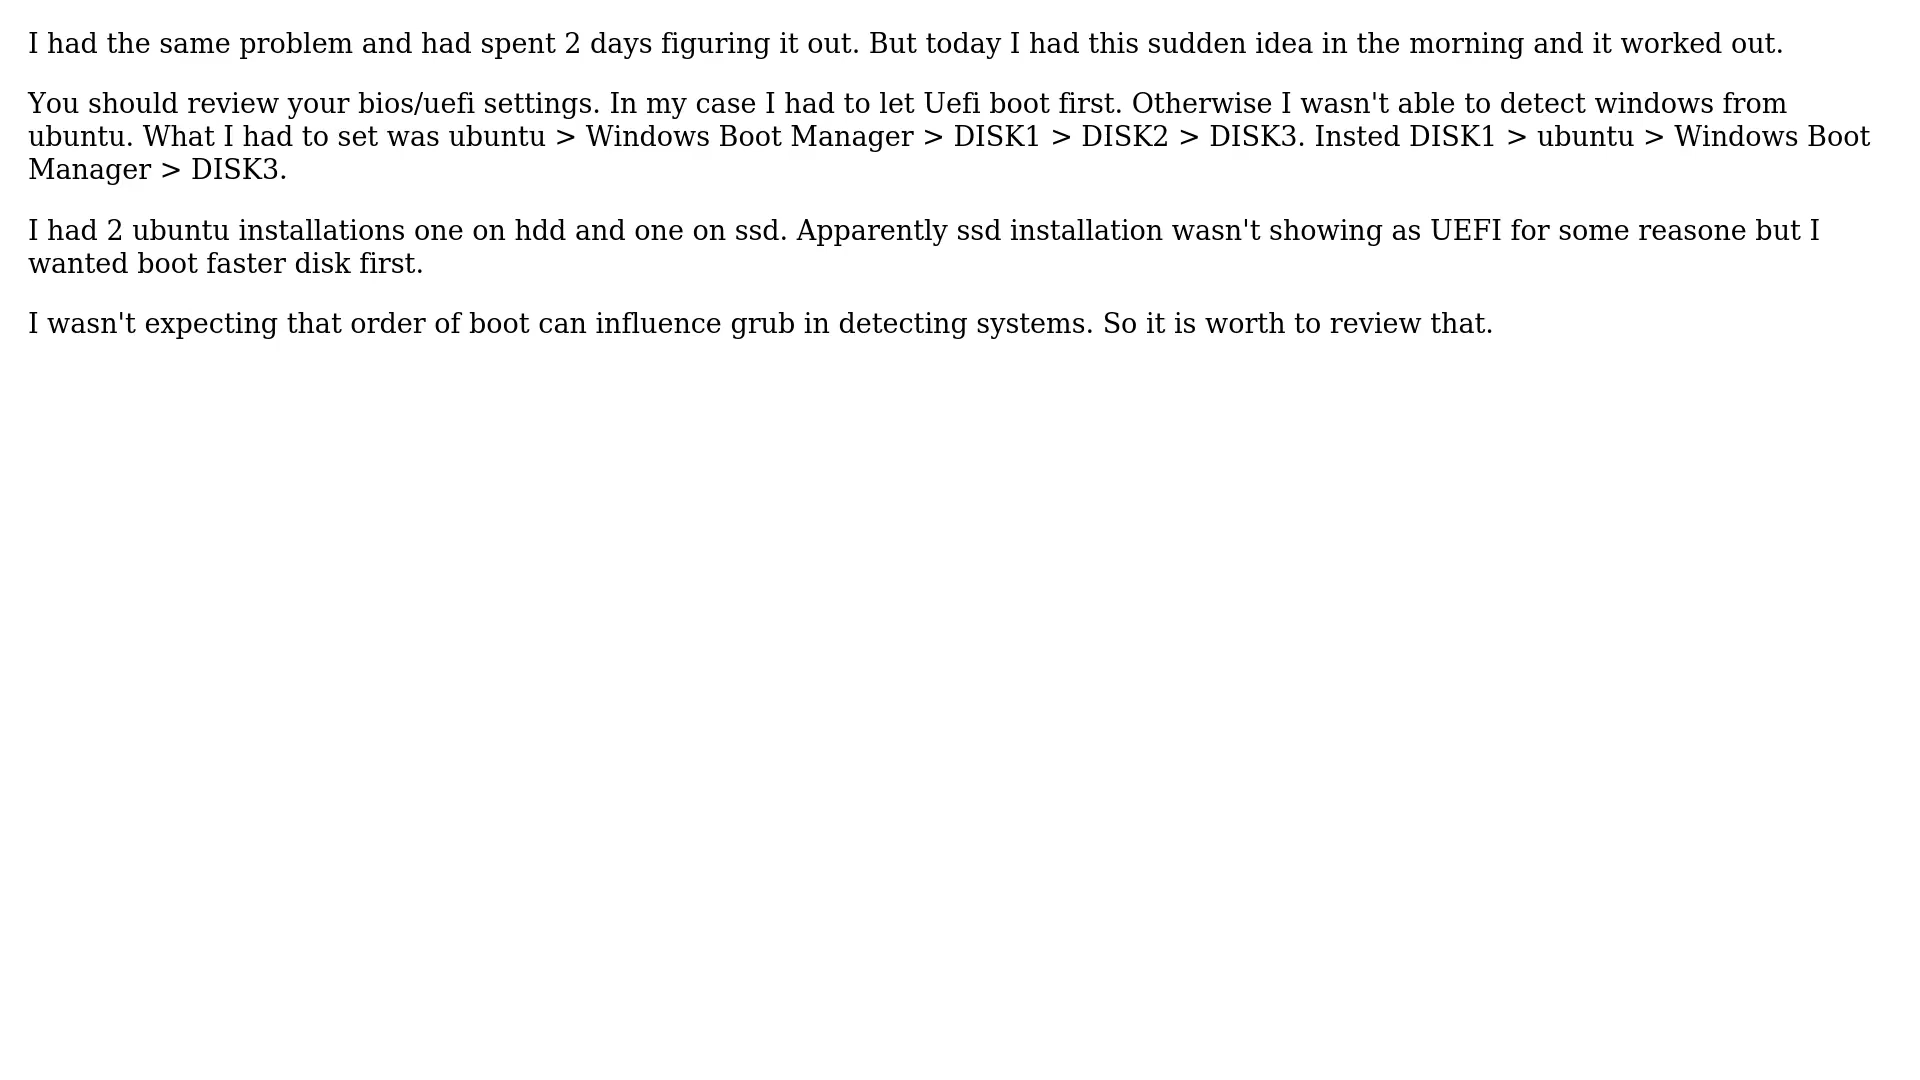 I had the same problem and had spent 2 days figuring it out. But today I had this sudden idea in the morning and it worked out.
You should review your bios/uefi settings. In my case I had to let Uefi boot first. Otherwise I wasn't able to detect windows from
ubuntu. What I had to set was ubuntu > Windows Boot Manager > DISK1 > DISK2 > DISK3. Insted DISK1 > ubuntu > Windows Boot
Manager > DISK3.
I had 2 ubuntu installations one on hdd and one on ssd. Apparently ssd installation wasn't showing as UEFI for some reasone but I
wanted boot faster disk first.
I wasn't expecting that order of boot can influence grub in detecting systems. So it is worth to review that.